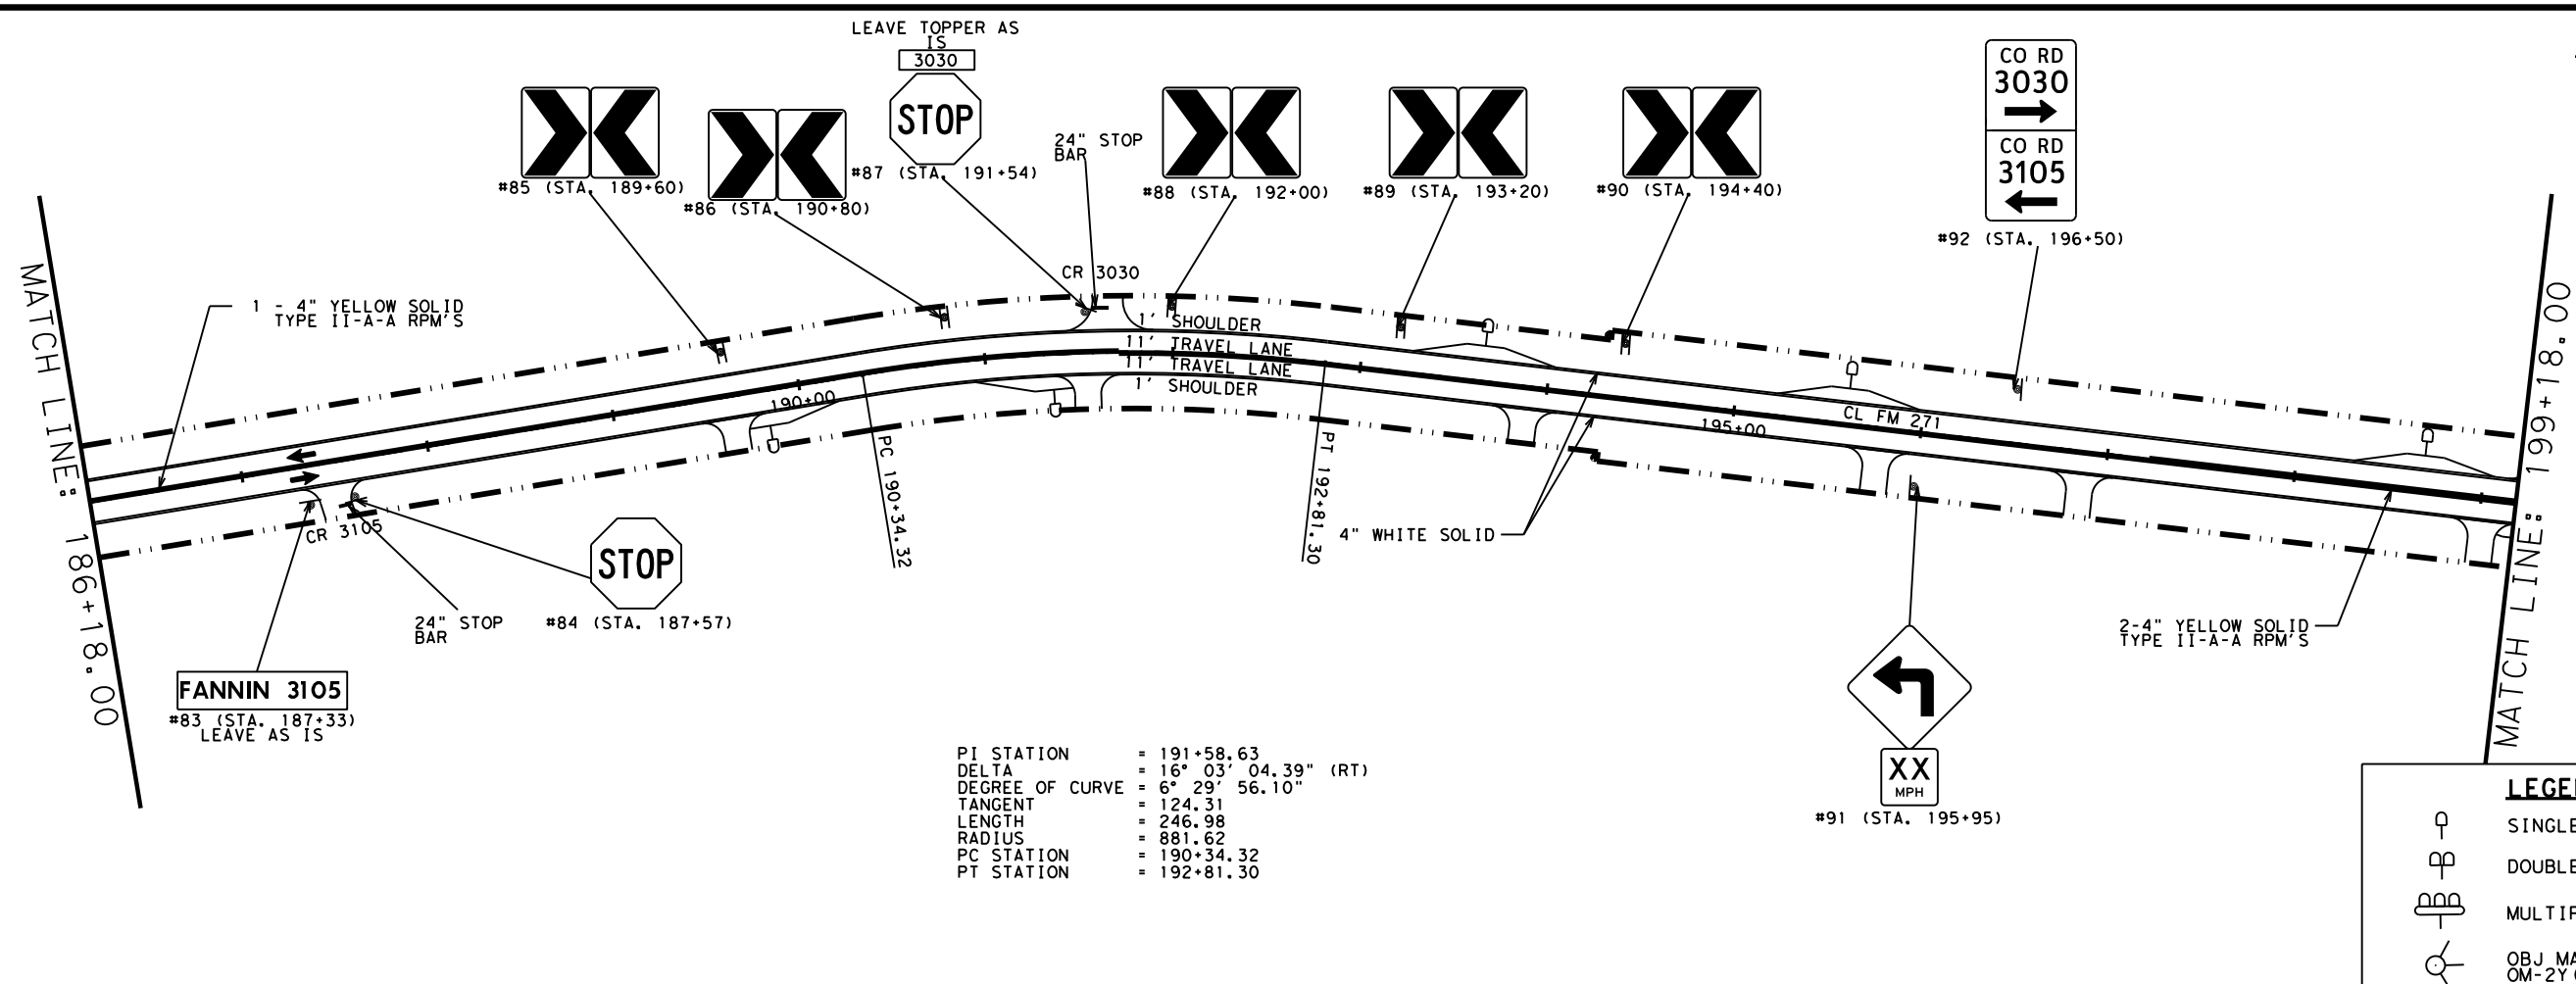 LEAVE TOPPER AS
IS
3030
STOP
#87 (STA. 191+54)
24" STOP
BAR
#85 (STA. 189+60)
#86 (STA. 190+80)
#88 (STA. 192+00)
#89 (STA. 193+20)
#90 (STA. 194+40)
CO RD
3030
CO RD
3105
#92 (STA. 196+50)
MATCH LINE: 186+18.00
1 - 4" YELLOW SOLID
TYPE II-A-A RPM'S
CR 3030
1' SHOULDER
11' TRAVEL LANE
11' TRAVEL LANE
1' SHOULDER
190+00
CL FM 271
195+00
PC 190+34.32
PT 192+81.30
MATCH LINE: 199+18.00
4" WHITE SOLID
CR 3105
STOP
24" STOP
BAR
#84 (STA. 187+57)
FANNIN 3105
#83 (STA. 187+33)
LEAVE AS IS
2-4" YELLOW SOLID
TYPE II-A-A RPM'S
XX
MPH
#91 (STA. 195+95)
PI STATION = 191+58.63
DELTA = 16° 03' 04.39" (RT)
DEGREE OF CURVE = 6° 29' 56.10"
TANGENT = 124.31
LENGTH = 246.98
RADIUS = 881.62
PC STATION = 190+34.32
PT STATION = 192+81.30
SINGLE
DOUBLE
OBJ
OM-2Y